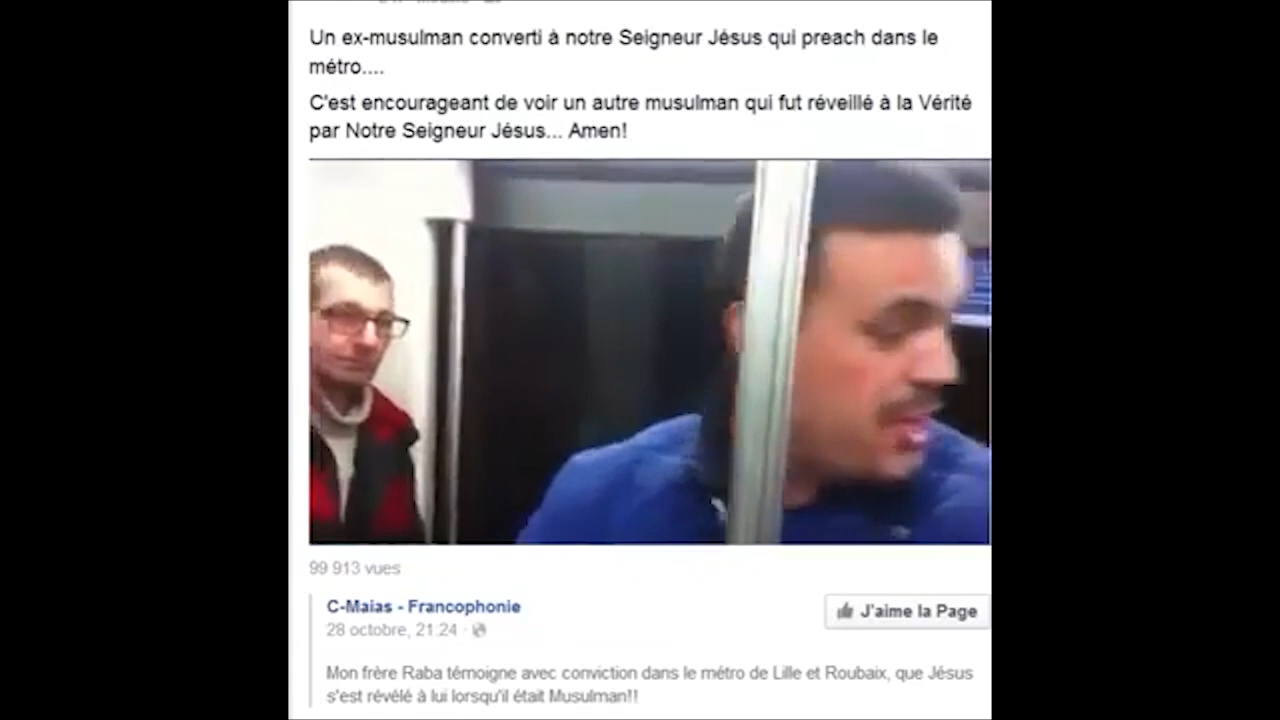 Un ex-musulman converti à notre Seigneur Jésus qui preach dans le
métro....
C'est encourageant de voir un autre musulman qui fut réveillé à la Vérité
par Notre Seigneur Jésus... Amen!
99 913 vues
C-Maias - Francophonie
J'aime la Page
28 octobre, 21:24 ·
Mon frère Raba témoigne avec conviction dans le métro de Lille et Roubaix, que Jésus
s'est révélé à lui lorsqu'il était Musulman!!